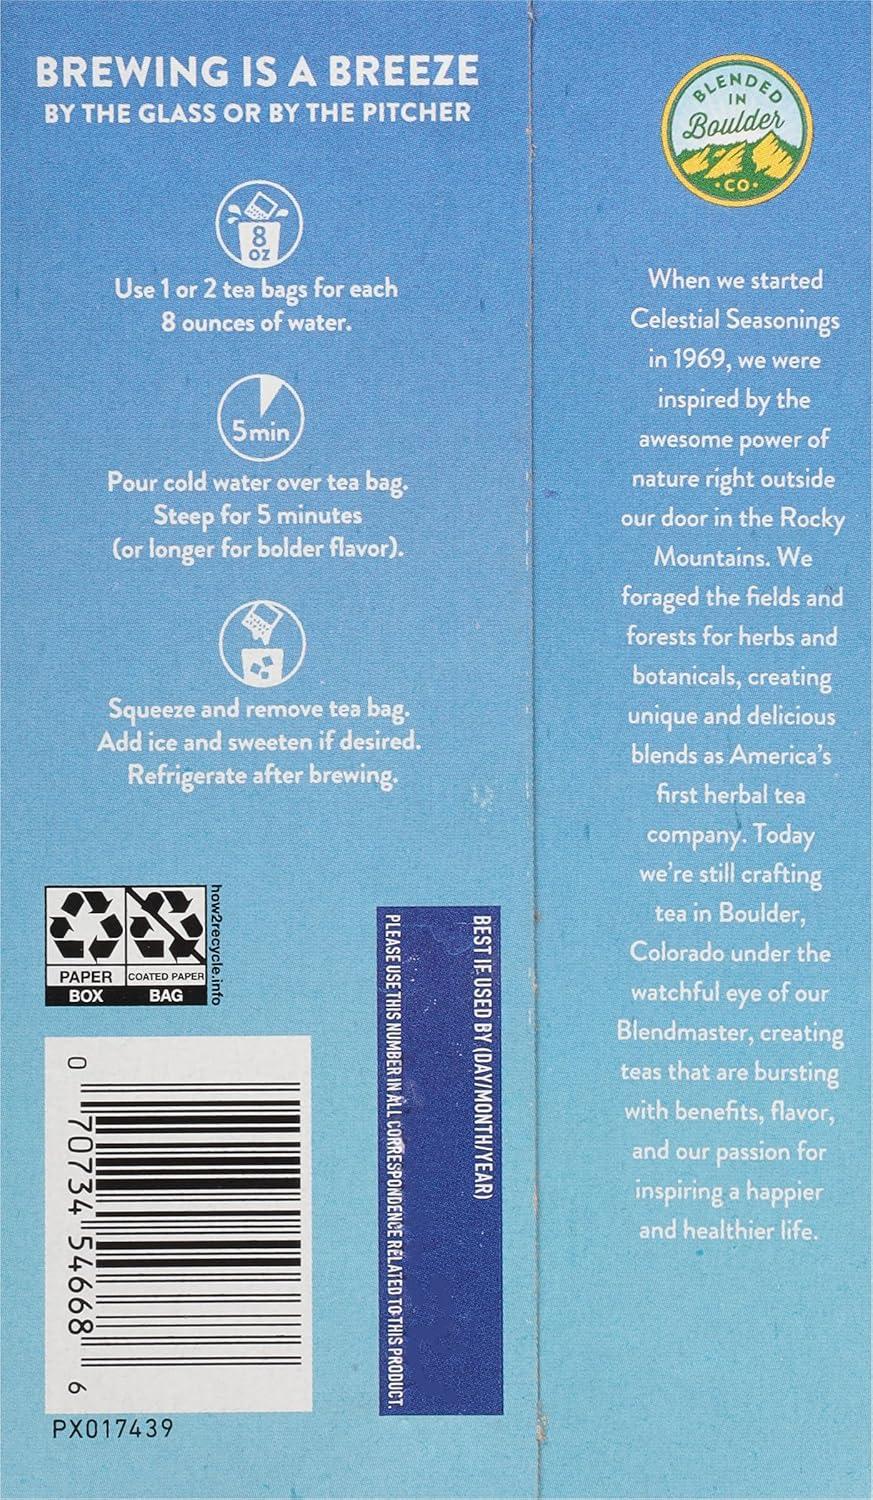 BREWING IS A BREEZE
BY THE GLASS OR BY THE PITCHER
8
OZ
Use 1 or 2 tea bags for each
8 ounces of water.
5min
Pour cold water over tea bag.
Steep for 5 minutes
(or longer for bolder flavor).
Squeeze and remove tea bag.
Add ice and sweeten if desired.
Refrigerate after brewing.
PAPER
BOX
COATED PAPER
BAG
how2recycle.info
0 70734 54668 6
PX017439
BEST IF USED BY (DAY/MONTH/YEAR)
PLEASE USE THIS NUMBER IN ALL CORRESPONDENCE RELATED TO THIS PRODUCT.
BLENDED
IN
Boulder
·CO·
When we started
Celestial Seasonings
in 1969, we were
inspired by the
awesome power of
nature right outside
our door in the Rocky
Mountains. We
foraged the fields and
forests for herbs and
botanicals, creating
unique and delicious
blends as America's
first herbal tea
company. Today
we're still crafting
tea in Boulder,
Colorado under the
watchful eye of our
Blendmaster, creating
teas that are bursting
with benefits, flavor,
and our passion for
inspiring a happier
and healthier life.